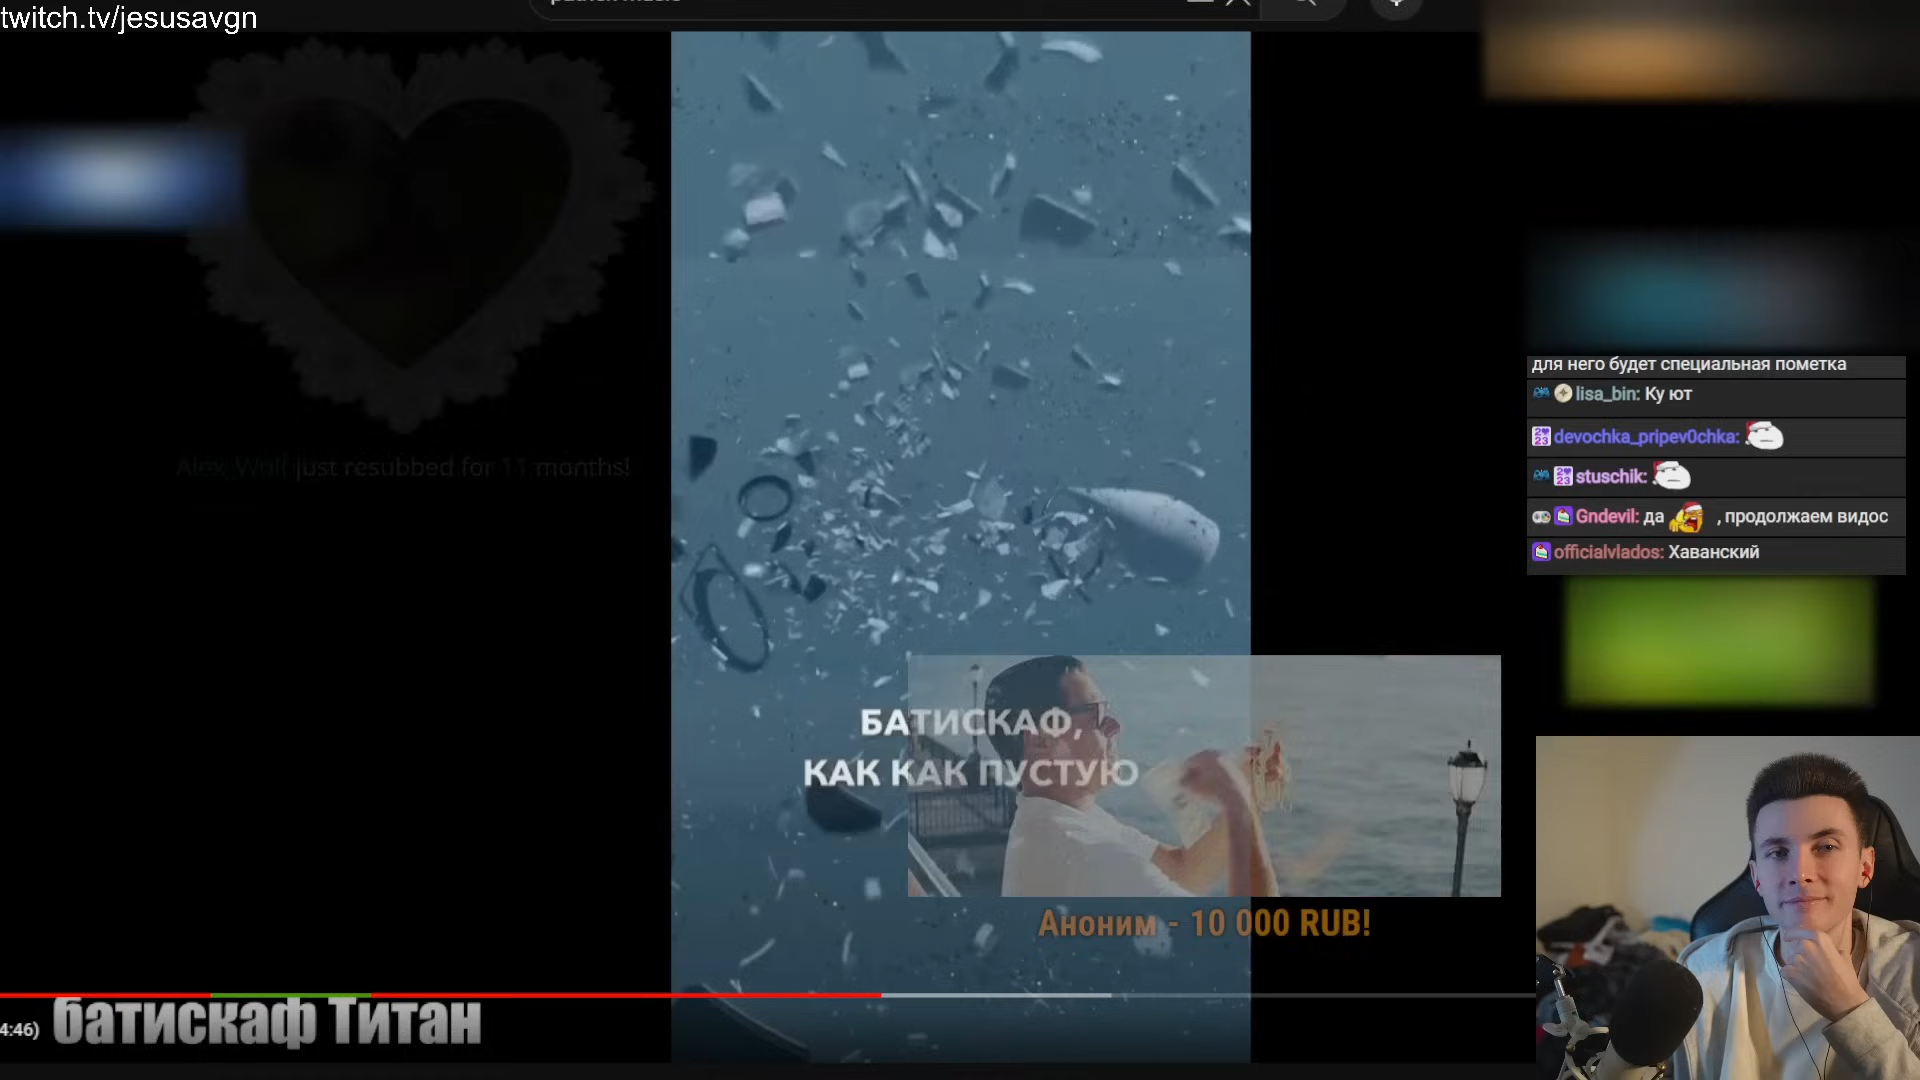 twitch.tv/jesusavgn
для него будет специальная пометка
lisa_bin: Ку ют
devochka_pripev0chka:
stuschik:
Gndevil: да , продолжаем видос
officialvlados: Хаванский
Alex_Wolf just resubbed for 11 months!
БАТИСКАФ,
КАК КАК ПУСТУЮ
Аноним - 10 000 RUB!
4:46)
батискаф Титан